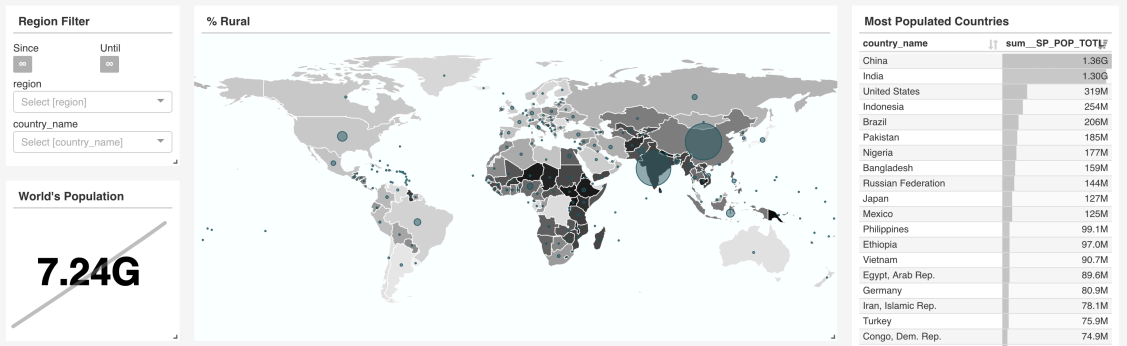 Region Filter
Since Until
∞ ∞
region
Select [region]
country_name
Select [country_name]
World's Population
7.24G
% Rural
Most Populated Countries
country_name sum__SP_POP_TOTL
China 1.36G
India 1.30G
United States 319M
Indonesia 254M
Brazil 206M
Pakistan 185M
Nigeria 177M
Bangladesh 159M
Russian Federation 144M
Japan 127M
Mexico 125M
Philippines 99.1M
Ethiopia 97.0M
Vietnam 90.7M
Egypt, Arab Rep. 89.6M
Germany 80.9M
Iran, Islamic Rep. 78.1M
Turkey 75.9M
Congo, Dem. Rep. 74.9M